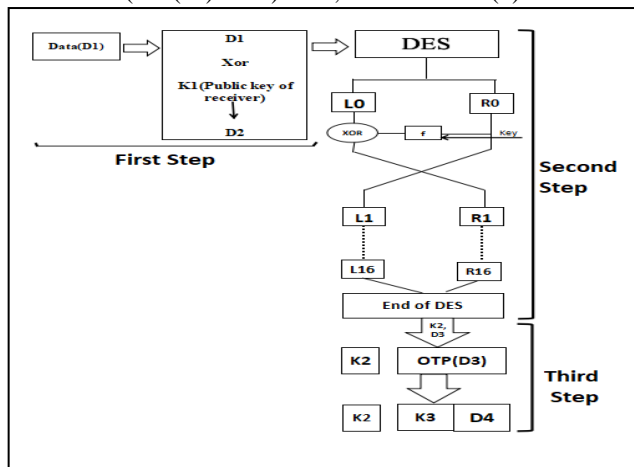 Data(D1)
D1
Xor
K1(Public key of
receiver)
D2
First Step
DES
L0
R0
XOR
f
Key
L1
R1
L16
R16
End of DES
Second
Step
K2,
D3
K2
OTP(D3)
K2
K3
D4
Third
Step